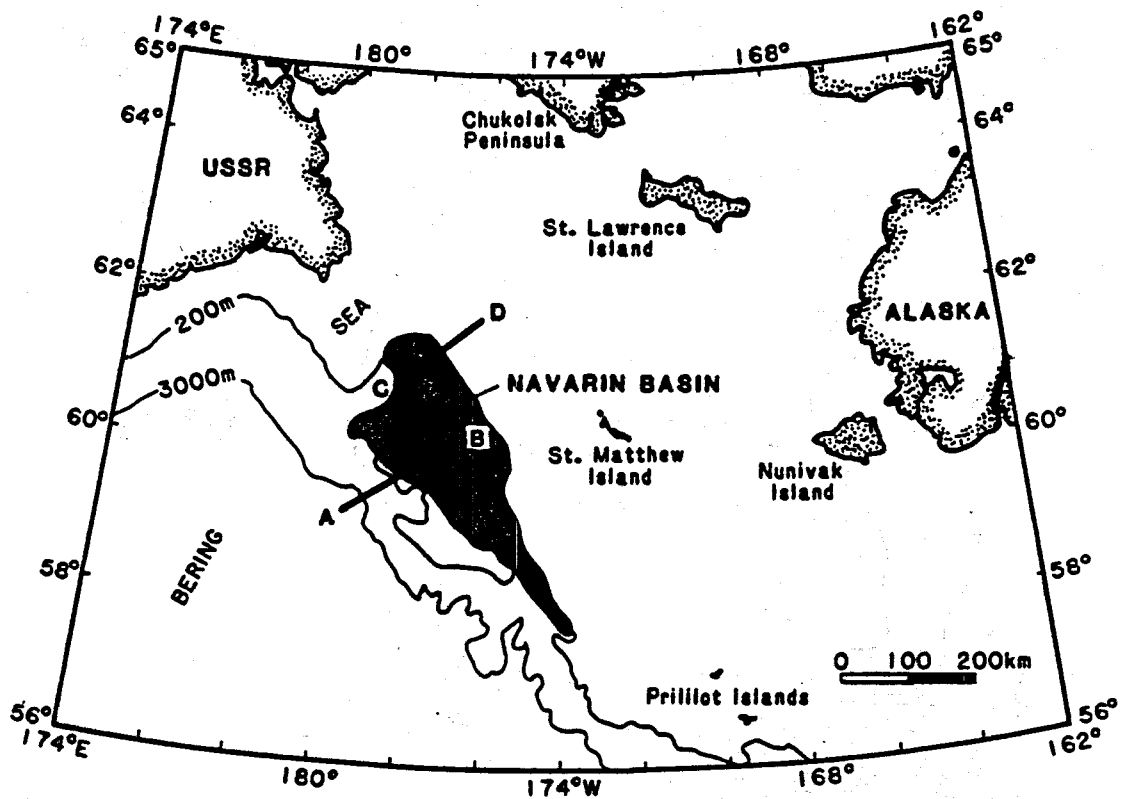 174°E
180°
174°W
168°
162°
65°
65°
64°
64°
Chukolsk
Peninsula
USSR
St. Lawrence
Island
62°
62°
200m
SEA
D
ALASKA
3000m
C
NAVARIN BASIN
60°
60°
B
St. Matthew
Island
Nunivak
Island
A
BERING
58°
58°
0 100 200km
Prilliot Islands
56°
56°
174°E
162°
180°
174°W
168°